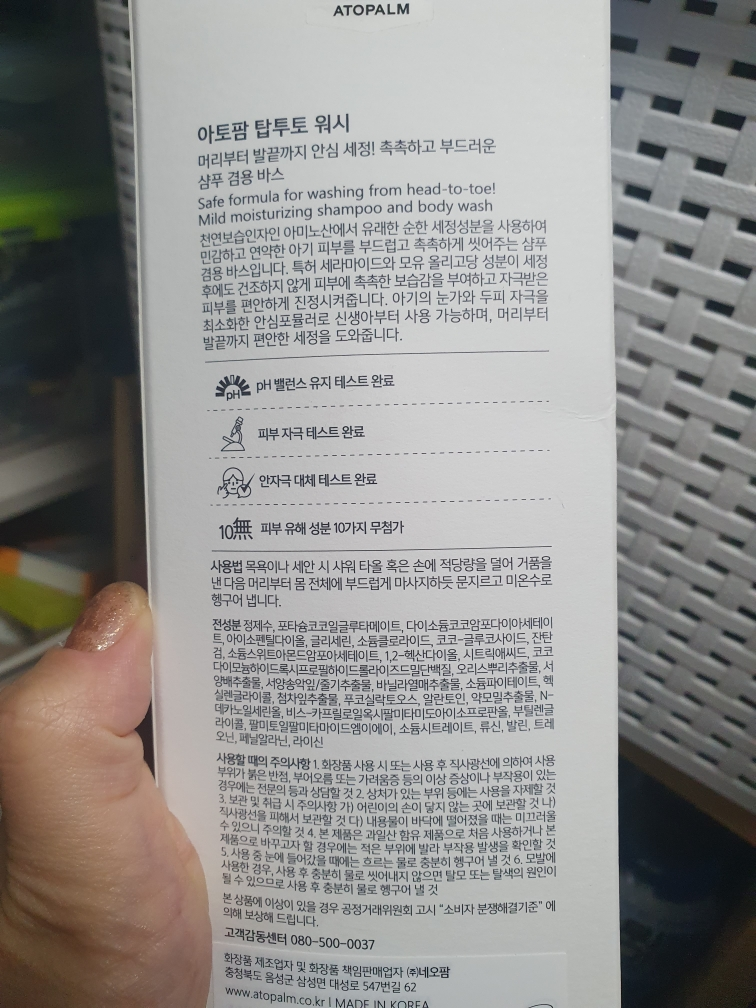 ATOPALM
아토팜 탑투토 워시
머리부터 발끝까지 안심 세정! 촉촉하고 부드러운
샴푸 겸용 바스
Safe formula for washing from head-to-toe!
Mild moisturizing shampoo and body wash
천연보습인자인 아미노산에서 유래한 순한 세정성분을 사용하여
민감하고 연약한 아기 피부를 부드럽고 촉촉하게 씻어주는 샴푸
겸용 바스입니다. 특허 세라마이드와 모유 올리고당 성분이 세정
후에도 건조하지 않게 피부에 촉촉한 보습감을 부여하고 자극받은
피부를 편안하게 진정시켜줍니다. 아기의 눈가와 두피 자극을
최소화한 안심포뮬러로 신생아부터 사용 가능하며, 머리부터
발끝까지 편안한 세정을 도와줍니다.
pH pH 밸런스 유지 테스트 완료
피부 자극 테스트 완료
안자극 대체 테스트 완료
10無 피부 유해 성분 10가지 무첨가
사용법 목욕이나 세안 시 샤워 타올 혹은 손에 적당량을 덜어 거품을
낸 다음 머리부터 몸 전체에 부드럽게 마사지하듯 문지르고 미온수로
헹구어 냅니다.
전성분 정제수, 포타슘코코일글루타메이트, 다이소듐코코암포다이아세테이
트, 아이소펜틸다이올, 글리세린, 소듐클로라이드, 코코-글루코사이드, 잔탄
검, 소듐스위트아몬드암포아세테이트, 1,2-헥산다이올, 시트릭애씨드, 코코
다이모늄하이드록시프로필하이드롤라이즈드밀단백질, 오리스뿌리추출물, 서
양배추출물, 서양송악잎/줄기추출물, 바닐라열매추출물, 소듐파이테이트, 헥
실렌글라이콜, 첨차잎추출물, 푸코실락토오스, 알란토인, 약모밀추출물, N-
데카노일세린올, 비스-카프릴로일옥시팔미타미도아이소프로판올, 부틸렌글
라이콜, 팔미토일팔미타마이드엠이에이, 소듐시트레이트, 류신, 발린, 트레
오닌, 페닐알라닌, 라이신
사용할 때의 주의사항 1. 화장품 사용 시 또는 사용 후 직사광선에 의하여 사용
부위가 붉은 반점, 부어오름 또는 가려움증 등의 이상 증상이나 부작용이 있는
경우에는 전문의 등과 상담할 것 2. 상처가 있는 부위 등에는 사용을 자제할 것
3. 보관 및 취급 시 주의사항 가) 어린이의 손이 닿지 않는 곳에 보관할 것 나)
직사광선을 피해서 보관할 것 다) 내용물이 바닥에 떨어졌을 때는 미끄러울
수 있으니 주의할 것 4. 본 제품은 과일산 함유 제품으로 처음 사용하거나 본
제품으로 바꾸고자 할 경우에는 적은 부위에 발라 부작용 발생을 확인할 것
5. 사용 중 눈에 들어갔을 때에는 흐르는 물로 충분히 헹구어 낼 것 6. 모발에
사용한 경우, 사용 후 충분히 물로 씻어내지 않으면 탈모 또는 탈색의 원인이
될 수 있으므로 사용 후 충분히 물로 헹구어 낼 것
본 상품에 이상이 있을 경우 공정거래위원회 고시 "소비자 분쟁해결기준" 에
의해 보상해 드립니다.
고객감동센터 080-500-0037
화장품 제조업자 및 화장품 책임판매업자 ㈜네오팜
충청북도 음성군 삼성면 대성로 547번길 62
www.atopalm.co.kr | MADE IN KOREA